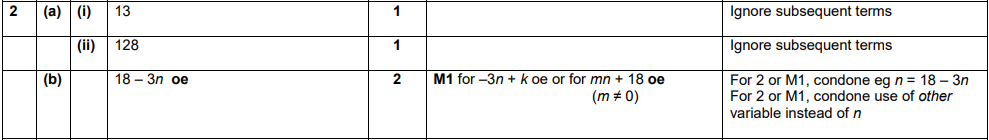 2 (a) (i) 13 1 Ignore subsequent terms
(ii) 128 1 Ignore subsequent terms
(b) 18 – 3n oe 2 M1 for –3n + k oe or for mn + 18 oe For 2 or M1, condone eg n = 18 – 3n
(m ≠ 0) For 2 or M1, condone use of other
variable instead of n